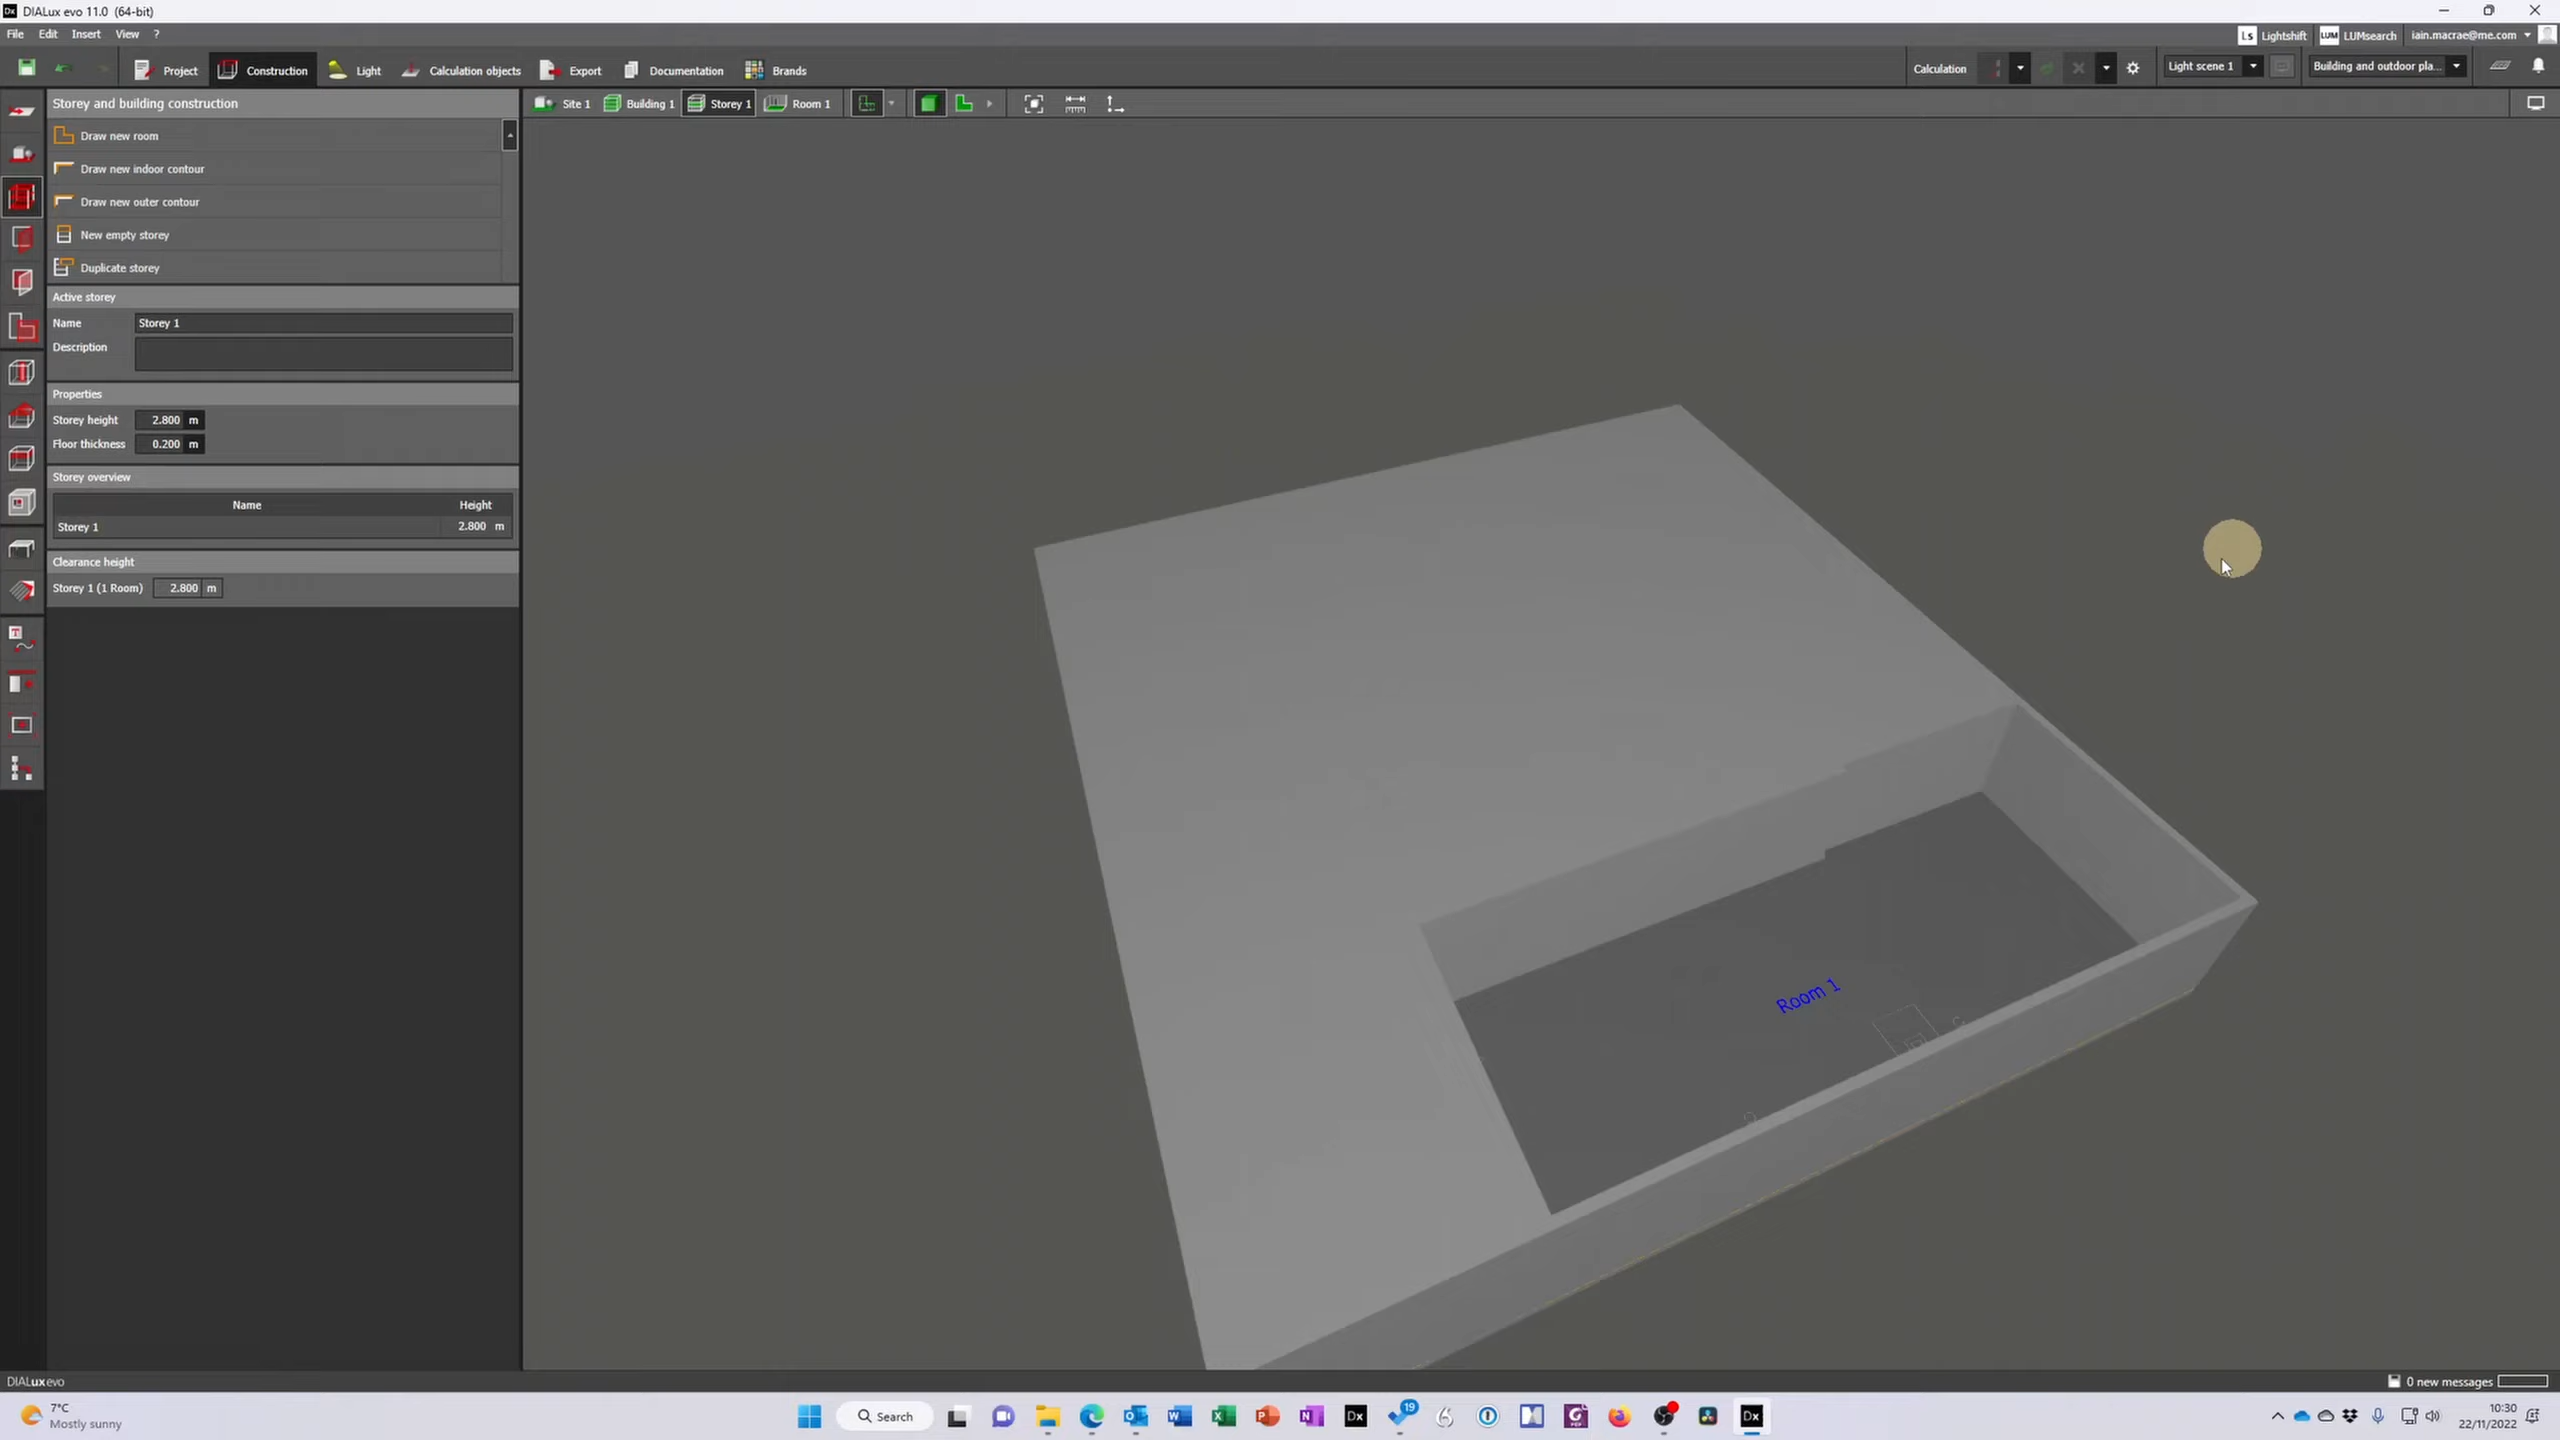 DIALux evo 11.0 (64-bit)
File Edit Insert View ?
Lightshift LUMsearch iain.macrae@me.com
Project Construction Light Calculation objects Export Documentation Brands
Calculation Light scene 1 Building and outdoor pla...
Storey and building construction
Site 1 Building 1 Storey 1 Room 1
Draw new room
Draw new indoor contour
Draw new outer contour
New empty storey
Duplicate storey
Active storey
Name Storey 1
Description
Properties
Storey height 2.800 m
Floor thickness 0.200 m
Storey overview
Name Height
Storey 1 2.800 m
Clearance height
Storey 1 (1 Room) 2.800 m
Room 1
DIALux evo
0 new messages
7°C
Mostly sunny
Search
19
10:30
22/11/2022